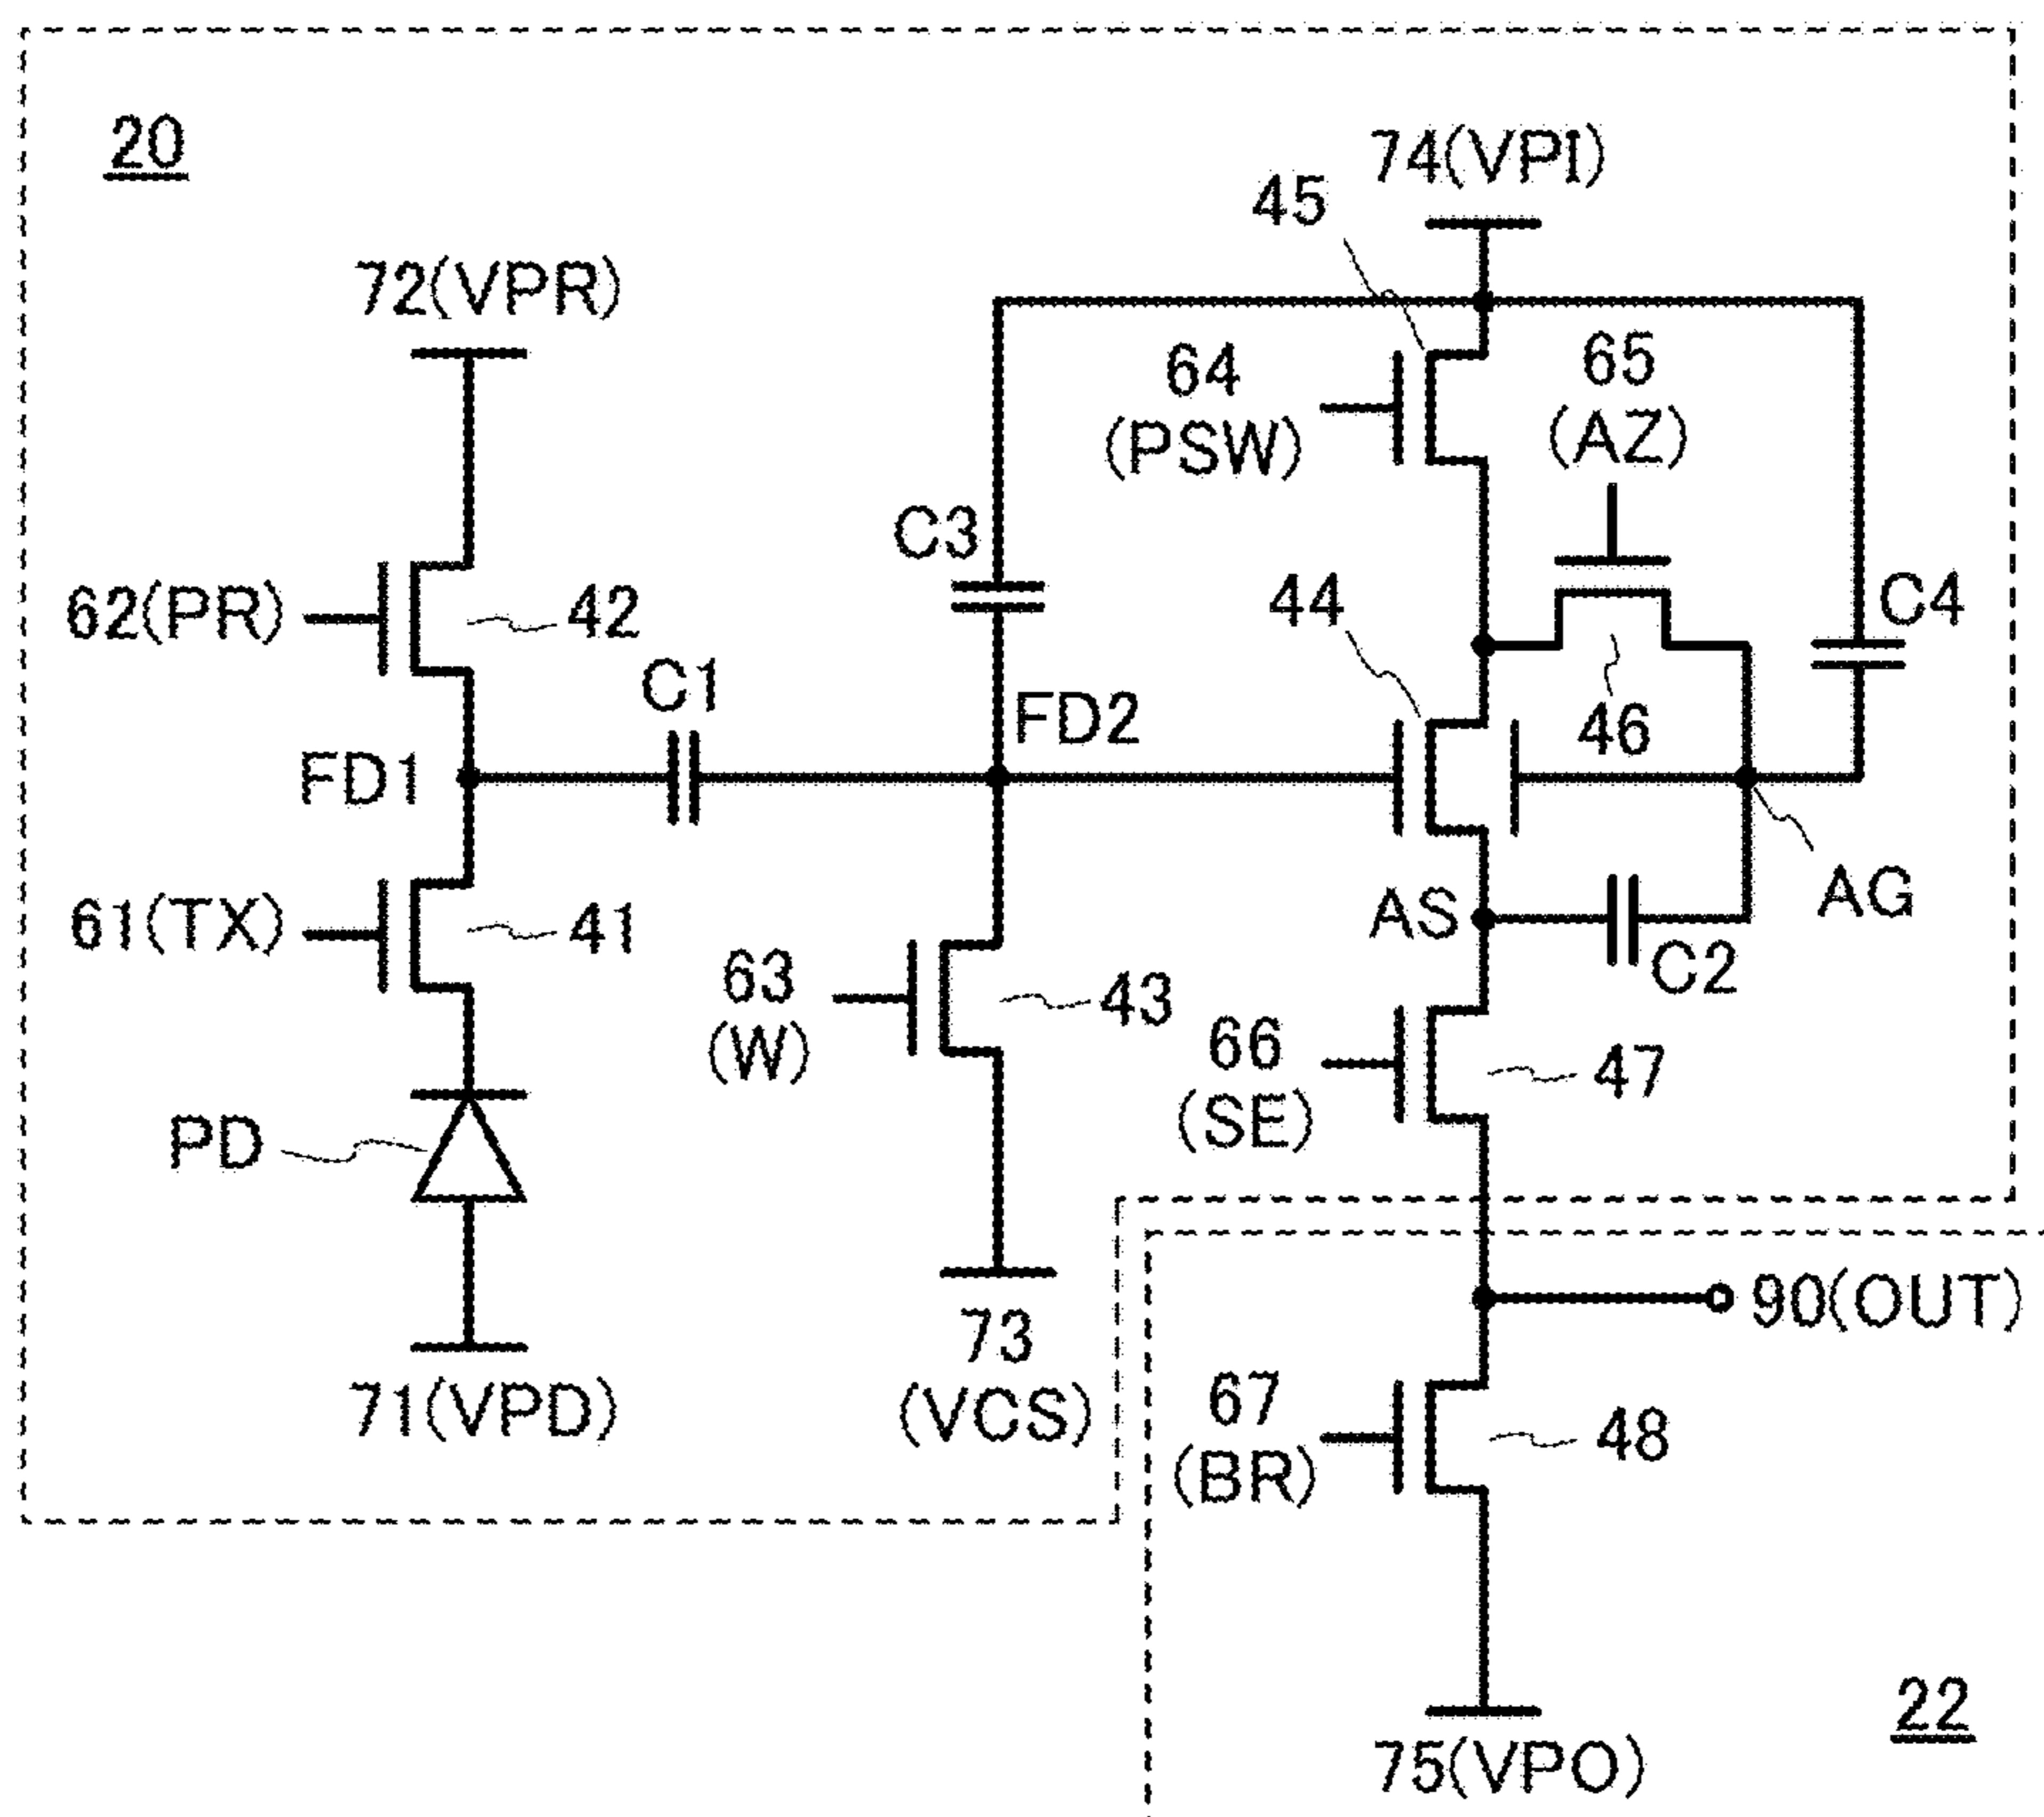 20
74(VPI)
45
72(VPR)
64
(PSW)
65
(AZ)
C3
62(PR)
42
44
C4
C1
FD2
46
FD1
AS
AG
61(TX)
41
C2
63
(W)
43
66
(SE)
47
PD
73
(VCS)
90(OUT)
71(VPD)
67
(BR)
48
22
75(VPO)